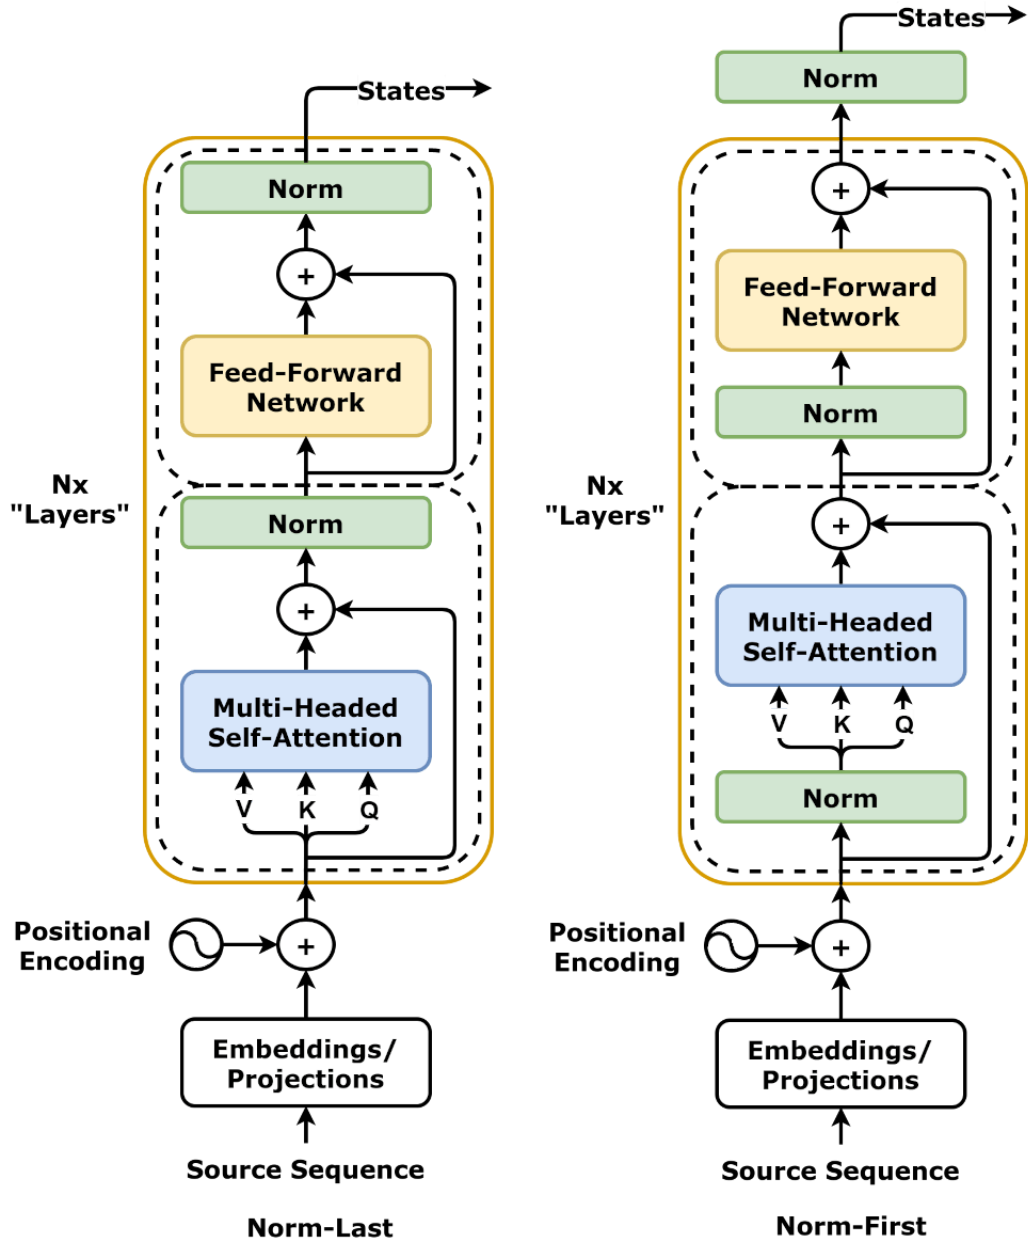 States
Norm
+
Feed-Forward
Network
Nx
"Layers"
Norm
+
Multi-Headed
Self-Attention
V K Q
Positional
Encoding
+
Embeddings/
Projections
Source Sequence
Norm-Last
States
Norm
+
Feed-Forward
Network
Norm
Nx
"Layers"
+
Multi-Headed
Self-Attention
V K Q
Norm
Positional
Encoding
+
Embeddings/
Projections
Source Sequence
Norm-First